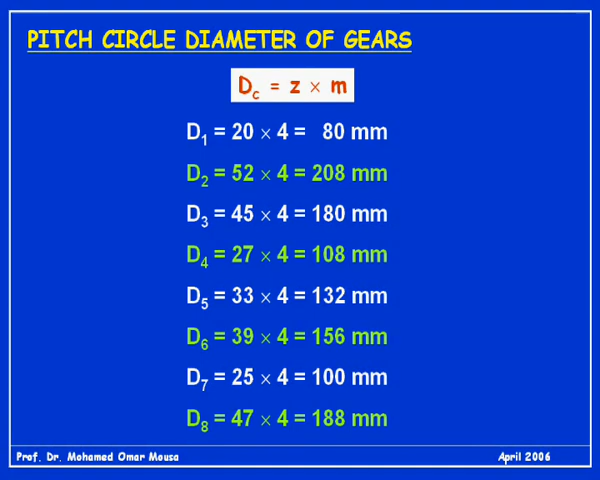 PITCH CIRCLE DIAMETER OF GEARS
Dc = z × m
D1 = 20 × 4 = 80 mm
D2 = 52 × 4 = 208 mm
D3 = 45 × 4 = 180 mm
D4 = 27 × 4 = 108 mm
D5 = 33 × 4 = 132 mm
D6 = 39 × 4 = 156 mm
D7 = 25 × 4 = 100 mm
D8 = 47 × 4 = 188 mm
Prof. Dr. Mohamed Omar Mousa April 2006